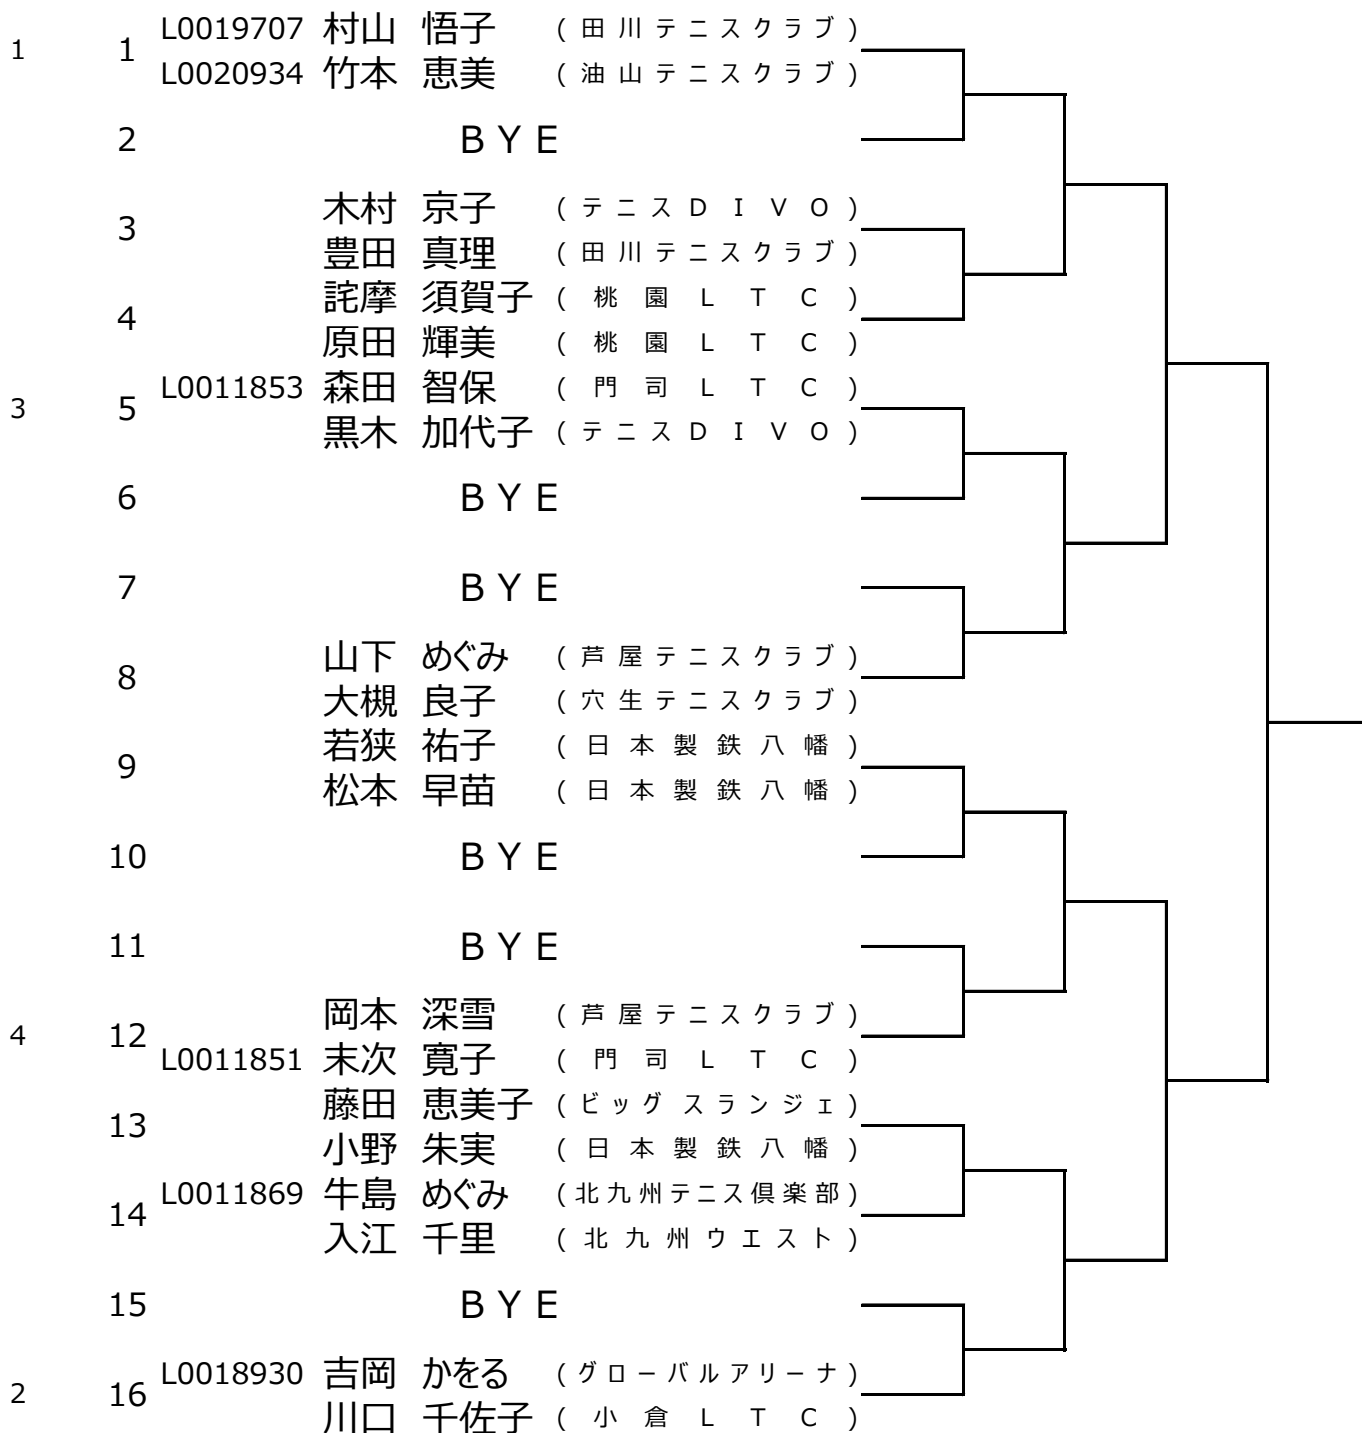 L0019707 村山 悟子 (田川テニスクラブ)
1 1
L0020934 竹本 恵美 (油山テニスクラブ)
2 BYE
木村 京子 (テニスDIVO)
3
豊田 真理 (田川テニスクラブ)
詫摩 須賀子 (桃園LTC)
4
原田 輝美 (桃園LTC)
L0011853 森田 智保 (門司LTC)
3 5
黒木 加代子 (テニスDIVO)
6 BYE
7 BYE
山下 めぐみ (芦屋テニスクラブ)
8
大槻 良子 (穴生テニスクラブ)
若狭 祐子 (日本製鉄八幡)
9
松本 早苗 (日本製鉄八幡)
10 BYE
11 BYE
岡本 深雪 (芦屋テニスクラブ)
4 12
L0011851 末次 寛子 (門司LTC)
藤田 恵美子 (ビッグスランジェ)
13
小野 朱実 (日本製鉄八幡)
L0011869 牛島 めぐみ (北九州テニス倶楽部)
14
入江 千里 (北九州ウエスト)
15 BYE
L0018930 吉岡 かをる (グローバルアリーナ)
2 16
川口 千佐子 (小倉LTC)